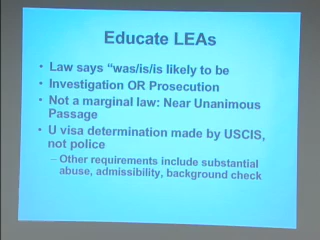 Educate LEAs
• Law says "was/is/is likely to be
• Investigation OR Prosecution
• Not a marginal law: Near Unanimous
Passage
• U visa determination made by USCIS,
not police
– Other requirements include substantial
abuse, admissibility, background check